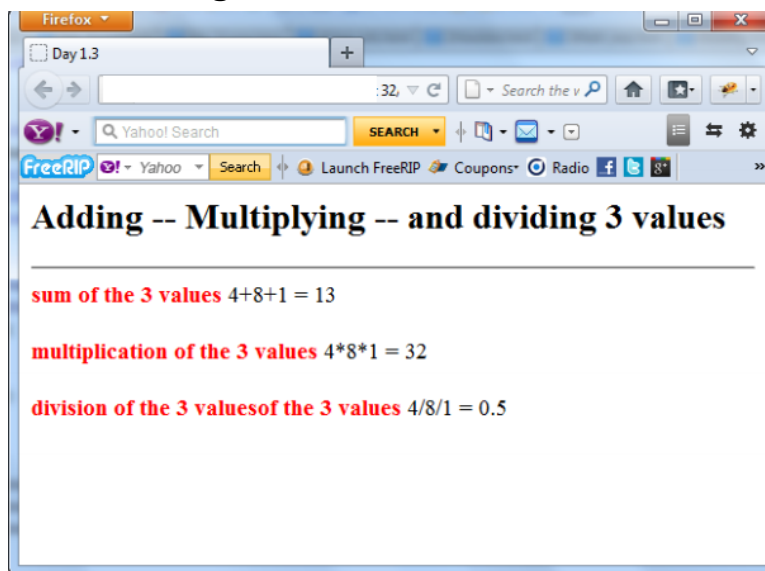 Firefox
Day 1.3
+
:32, Search the v
Y! Yahoo! Search SEARCH
FreeRIP Y! Yahoo Search Launch FreeRIP Coupons Radio f g+ »
Adding -- Multiplying -- and dividing 3 values
sum of the 3 values 4+8+1 = 13
multiplication of the 3 values 4*8*1 = 32
division of the 3 valuesof the 3 values 4/8/1 = 0.5